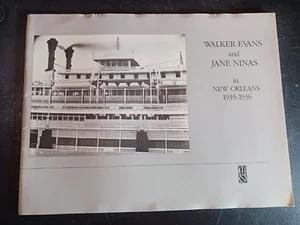 WALKER EVANS
and
JANE NINAS
in
NEW ORLEANS
1935-1936